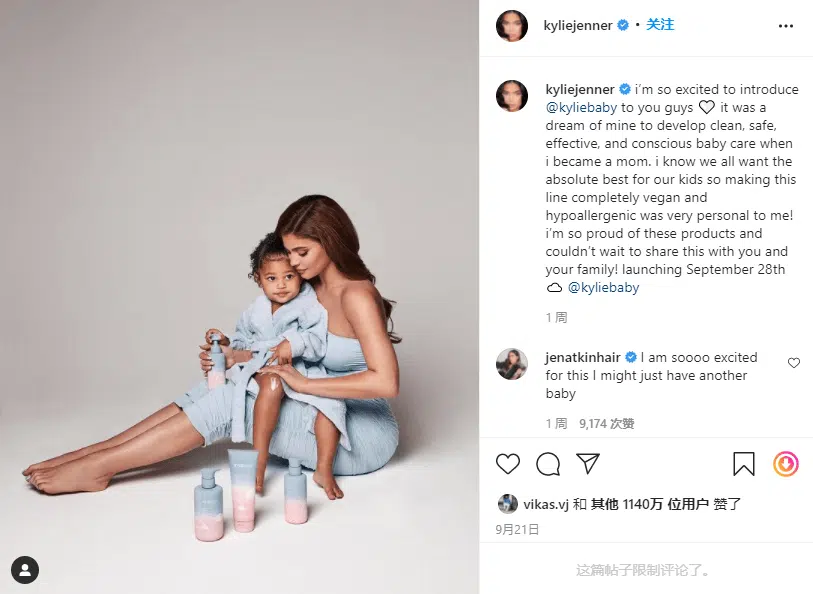 kyliejenner • 关注
kyliejenner i’m so excited to introduce
@kyliebaby to you guys ♡ it was a
dream of mine to develop clean, safe,
effective, and conscious baby care when
i became a mom. i know we all want the
absolute best for our kids so making this
line completely vegan and
hypoallergenic was very personal to me!
i’m so proud of these products and
couldn’t wait to share this with you and
your family! launching September 28th
@kyliebaby
1 周
jenatkinhair I am soooo excited
for this I might just have another
baby
1 周 9,174 次赞
vikas.vj 和 其他 1140万 位用户 赞了
9月21日
这篇帖子限制评论了。